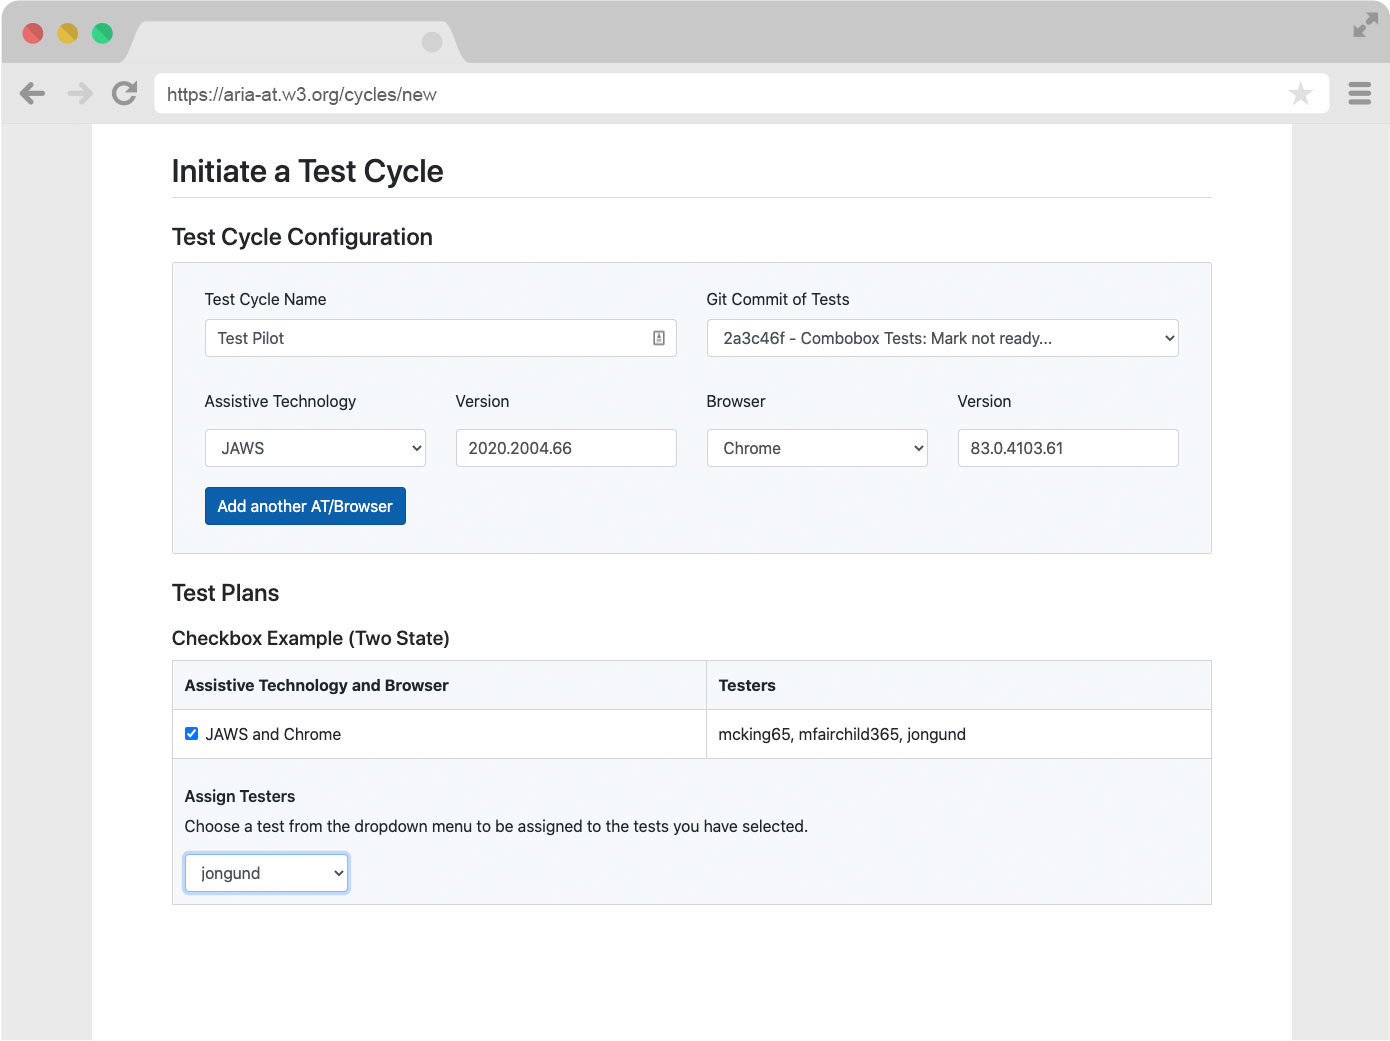 https://aria-at.w3.org/cycles/new
Initiate a Test Cycle
Test Cycle Configuration
Test Cycle Name
Git Commit of Tests
Test Pilot
2a3c46f - Combobox Tests: Mark not ready...
Assistive Technology
Version
Browser
Version
JAWS
2020.2004.66
Chrome
83.0.4103.61
Add another AT/Browser
Test Plans
Checkbox Example (Two State)
Assistive Technology and Browser
Testers
JAWS and Chrome
mcking65, mfairchild365, jongund
Assign Testers
Choose a test from the dropdown menu to be assigned to the tests you have selected.
jongund